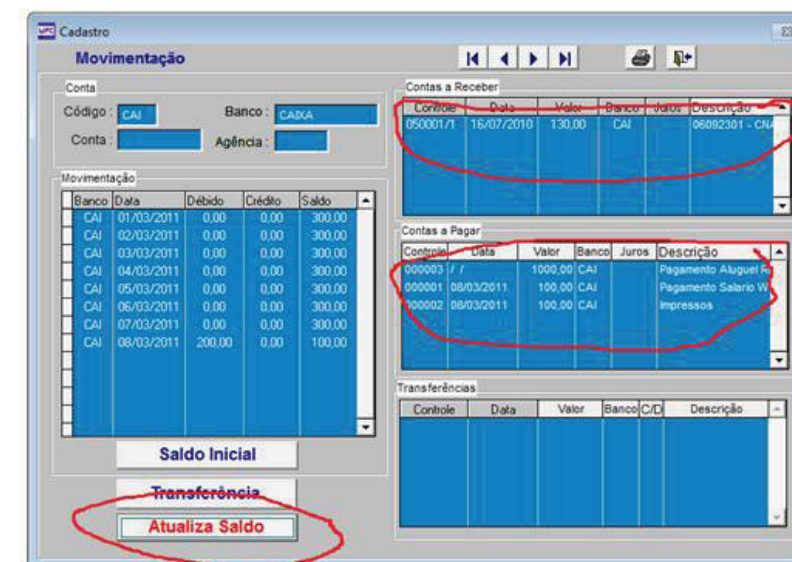 Cadastro
Movimentação
Conta
Código : CAI Banco : CAIXA
Conta : Agência :
Movimentação
Banco Data Débido Crédito Saldo
CAI 01/03/2011 0,00 0,00 300,00
CAI 02/03/2011 0,00 0,00 300,00
CAI 03/03/2011 0,00 0,00 300,00
CAI 04/03/2011 0,00 0,00 300,00
CAI 05/03/2011 0,00 0,00 300,00
CAI 06/03/2011 0,00 0,00 300,00
CAI 07/03/2011 0,00 0,00 300,00
CAI 08/03/2011 200,00 0,00 100,00
Saldo Inicial
Transferência
Atualiza Saldo
Contas a Receber
Controle Data Valor Banco Juros Descrição
050001/1 16/07/2010 130,00 CAI 06092301 - CNA
Contas a Pagar
Controle Data Valor Banco Juros Descrição
000003 / / 1000,00 CAI Pagamento Aluguel
000001 08/03/2011 100,00 CAI Pagamento Salario W
000002 08/03/2011 100,00 CAI Impressos
Transferências
Controle Data Valor Banco C/D Descrição